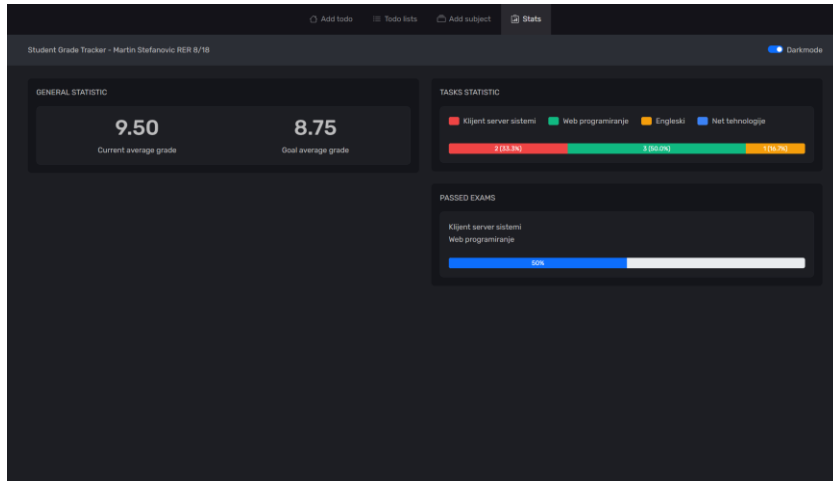 Add todo Todo lists Add subject Stats
Student Grade Tracker - Martin Stefanovic RER 8/18 Darkmode
GENERAL STATISTIC
9.50 8.75
Current average grade Goal average grade
TASKS STATISTIC
Klijent server sistemi Web programiranje Engleski Net tehnologije
2 (33.3%) 3 (50.0%) 1 (16.7%)
PASSED EXAMS
Klijent server sistemi
Web programiranje
50%